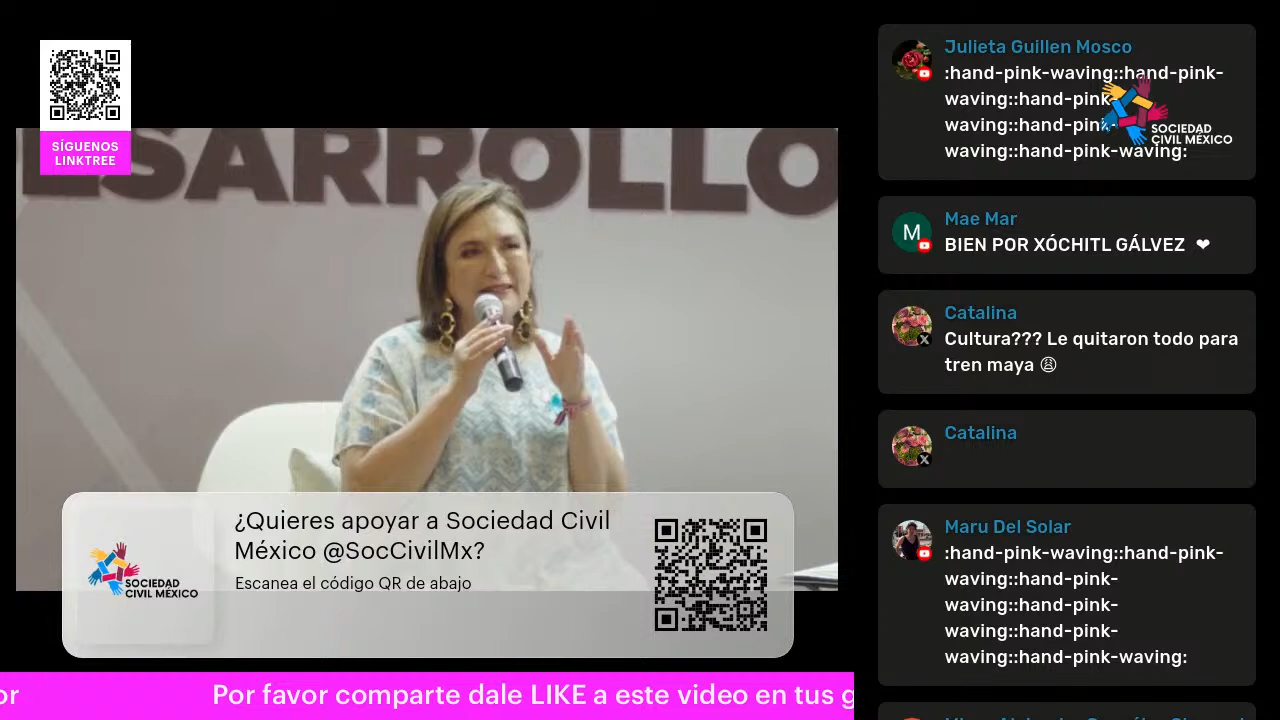 SÍGUENOS
LINKTREE
ESARROLLO
¿Quieres apoyar a Sociedad Civil
México @SocCivilMx?
Escanea el código QR de abajo
SOCIEDAD
CIVIL MÉXICO
or
Por favor comparte dale LIKE a este video en tus g
Julieta Guillen Mosco
:hand-pink-waving::hand-pink-
waving::hand-pink-
waving::hand-pink-
waving::hand-pink-waving:
SOCIEDAD
CIVIL MÉXICO
M
Mae Mar
BIEN POR XÓCHITL GÁLVEZ ❤
Catalina
Cultura??? Le quitaron todo para
tren maya 😩
Catalina
Maru Del Solar
:hand-pink-waving::hand-pink-
waving::hand-pink-
waving::hand-pink-
waving::hand-pink-
waving::hand-pink-waving: